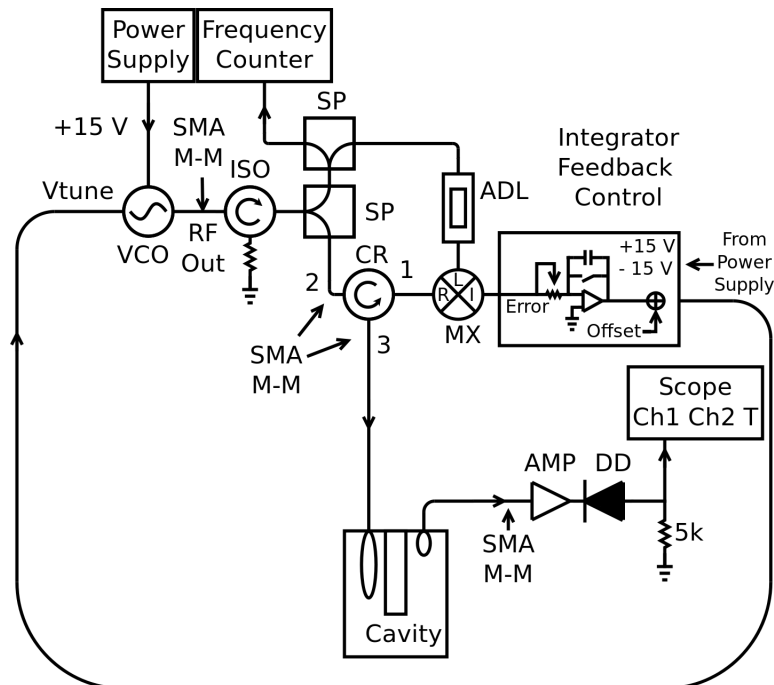 Power
Supply
Frequency
Counter
+15 V
SMA
M-M
SP
ISO
Vtune
VCO
RF
Out
SP
ADL
Integrator
Feedback
Control
CR
2
1
3
L
R
I
MX
SMA
M-M
Error
+15 V
- 15 V
Offset
From
Power
Supply
Scope
Ch1 Ch2 T
AMP
DD
SMA
M-M
5k
Cavity